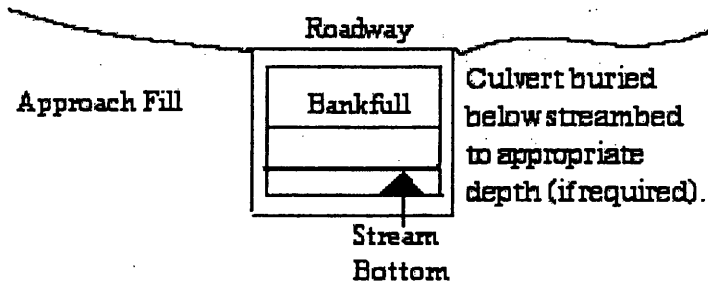 Roadway
Approach Fill
Bankfull
Culvert buried
below streambed
to appropriate
depth (if required).
Stream
Bottom